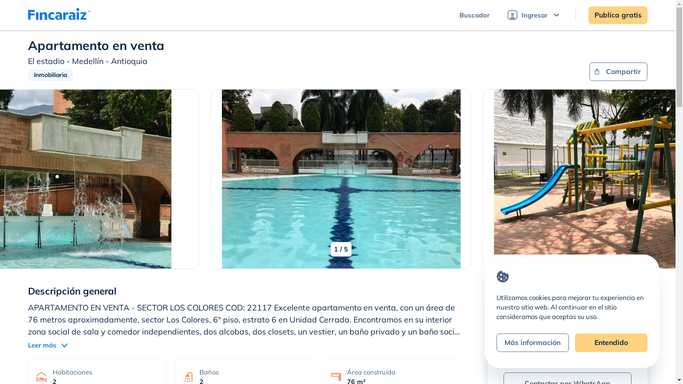 Fincaraiz
Buscador
Ingresar
Publica gratis
Apartamento en venta
El estadio - Medellín - Antioquia
Inmobiliaria
Compartir
1 / 5
Descripción general
APARTAMENTO EN VENTA - SECTOR LOS COLORES COD: 22117 Excelente apartamento en venta, con un área de
76 metros aproximadamente, sector Los Colores, 6° piso, estrato 6 en Unidad Cerrada. Encontramos en su interior
zona social de sala y comedor independientes, dos alcobas, dos closets, un vestier, un baño privado y un baño soci...
Leer más
Habitaciones
2
Baños
2
Área construida
76 m²
Utilizamos cookies para mejorar tu experiencia en
nuestro sitio web. Al continuar en el sitio
consideramos que aceptas su uso.
Más información
Entendido
Contactar por WhatsApp